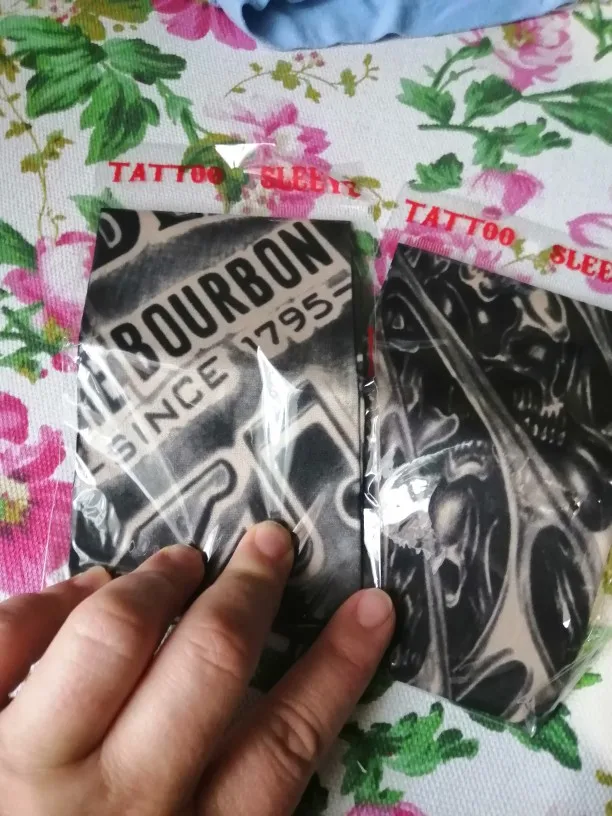 TATTOO SLEEVE
BOURBON
SINCE 1795
TATTOO SLEE